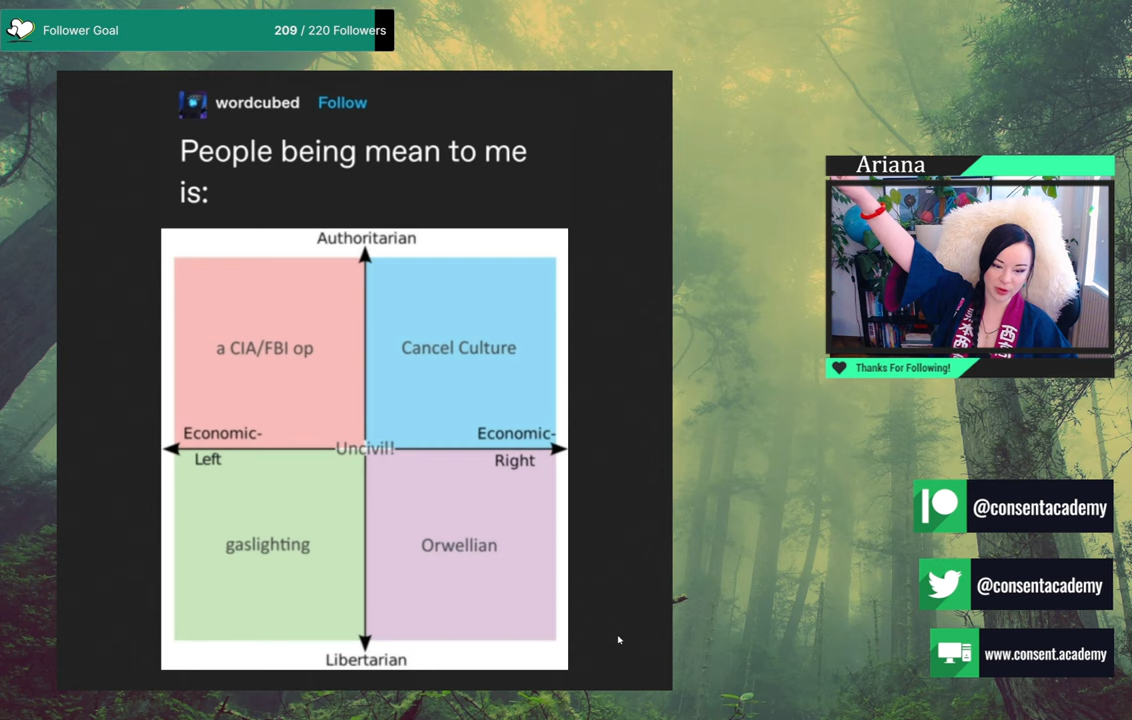 Follower Goal 209 / 220 Followers
wordcubed Follow
People being mean to me
is:
Authoritarian
a CIA/FBI op
Cancel Culture
Economic-
Left
Uncivil!
Economic-
Right
gaslighting
Orwellian
Libertarian
Ariana
Thanks For Following!
@consentacademy
@consentacademy
www.consent.academy